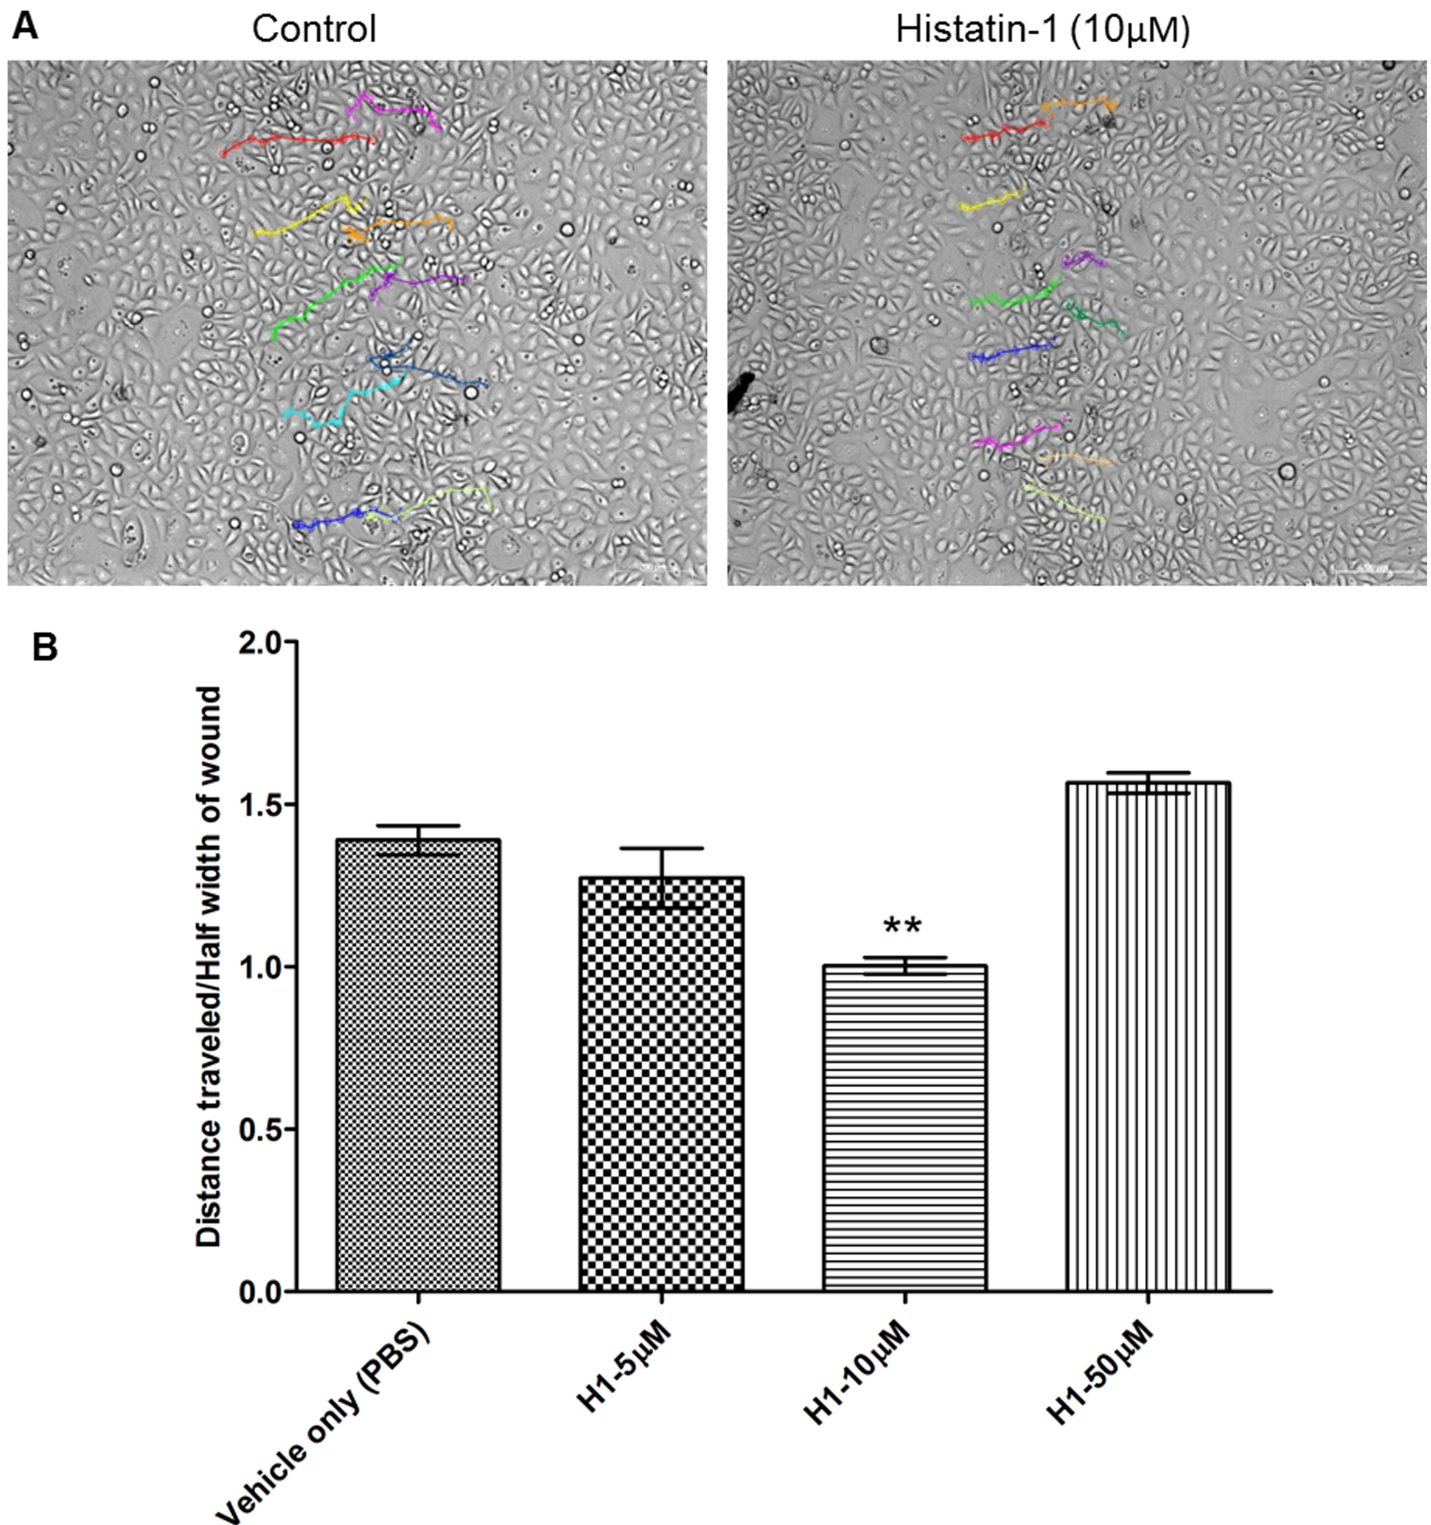 A
Control
Histatin-1 (10μM)
B
Distance traveled/Half width of wound
2.0
1.5
1.0
0.5
0.0
**
Vehicle only (PBS)
H1-5μM
H1-10μM
H1-50μM